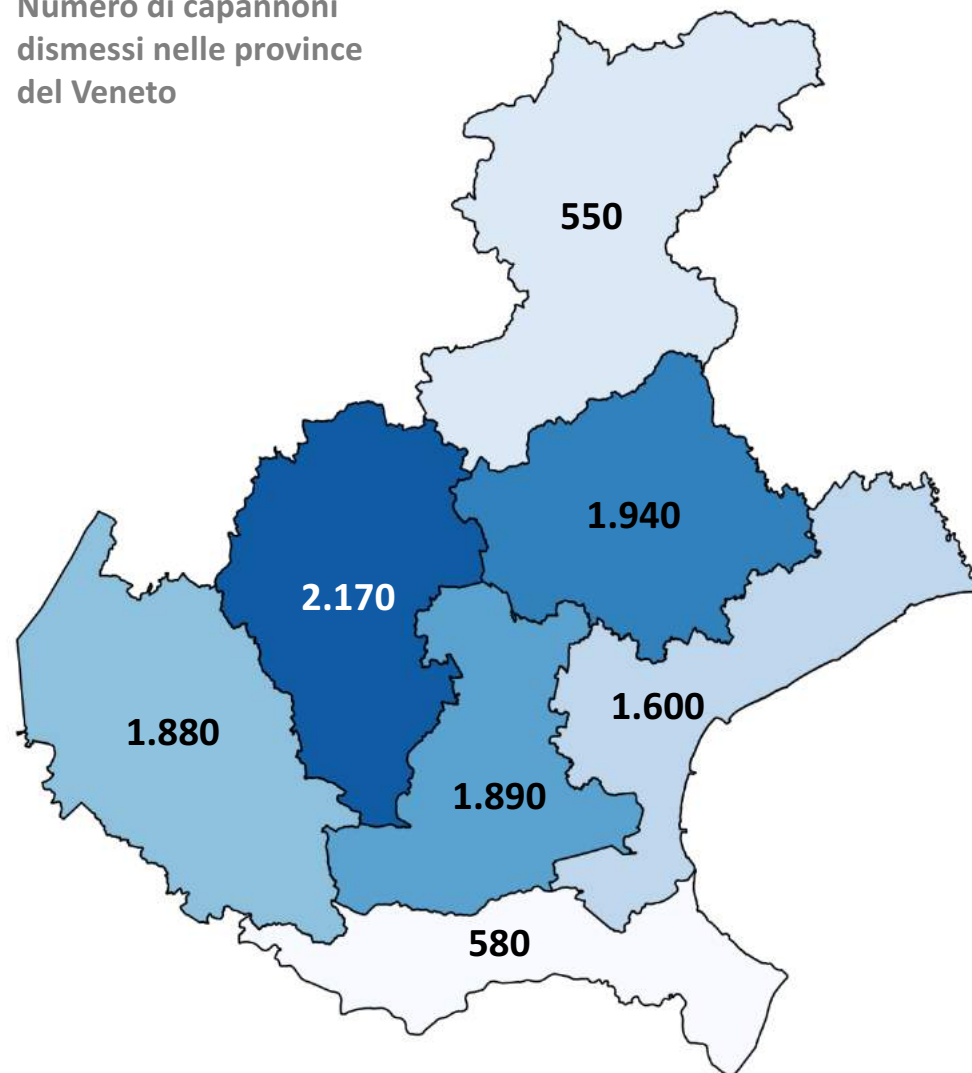 Numero di capannoni
dismessi nelle province
del Veneto
550
1.940
2.170
1.600
1.880
1.890
580